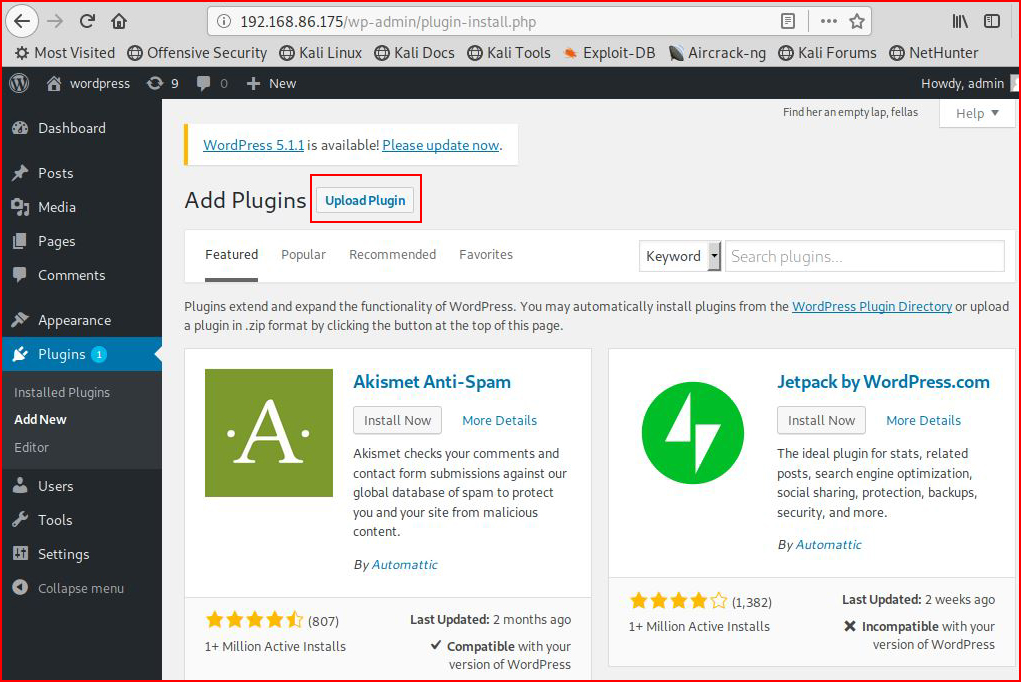 192.168.86.175/wp-admin/plugin-install.php
Most Visited Offensive Security Kali Linux Kali Docs Kali Tools Exploit-DB Aircrack-ng Kali Forums NetHunter
wordpress 9 0 New Howdy, admin
Find her an empty lap, fellas Help
Dashboard
Posts
Media
Pages
Comments
Appearance
Plugins 1
Installed Plugins
Add New
Editor
Users
Tools
Settings
Collapse menu
WordPress 5.1.1 is available! Please update now.
Add Plugins Upload Plugin
Featured Popular Recommended Favorites Keyword Search plugins...
Plugins extend and expand the functionality of WordPress. You may automatically install plugins from the WordPress Plugin Directory or upload
a plugin in .zip format by clicking the button at the top of this page.
A
Akismet Anti-Spam
Install Now More Details
Akismet checks your comments and
contact form submissions against our
global database of spam to protect
you and your site from malicious
content.
By Automattic
(807)
Last Updated: 2 months ago
1+ Million Active Installs
Compatible with your
version of WordPress
Jetpack by WordPress.com
Install Now More Details
The ideal plugin for stats, related
posts, search engine optimization,
social sharing, protection, backups,
security, and more.
By Automattic
(1,382)
Last Updated: 2 weeks ago
1+ Million Active Installs
Incompatible with your
version of WordPress